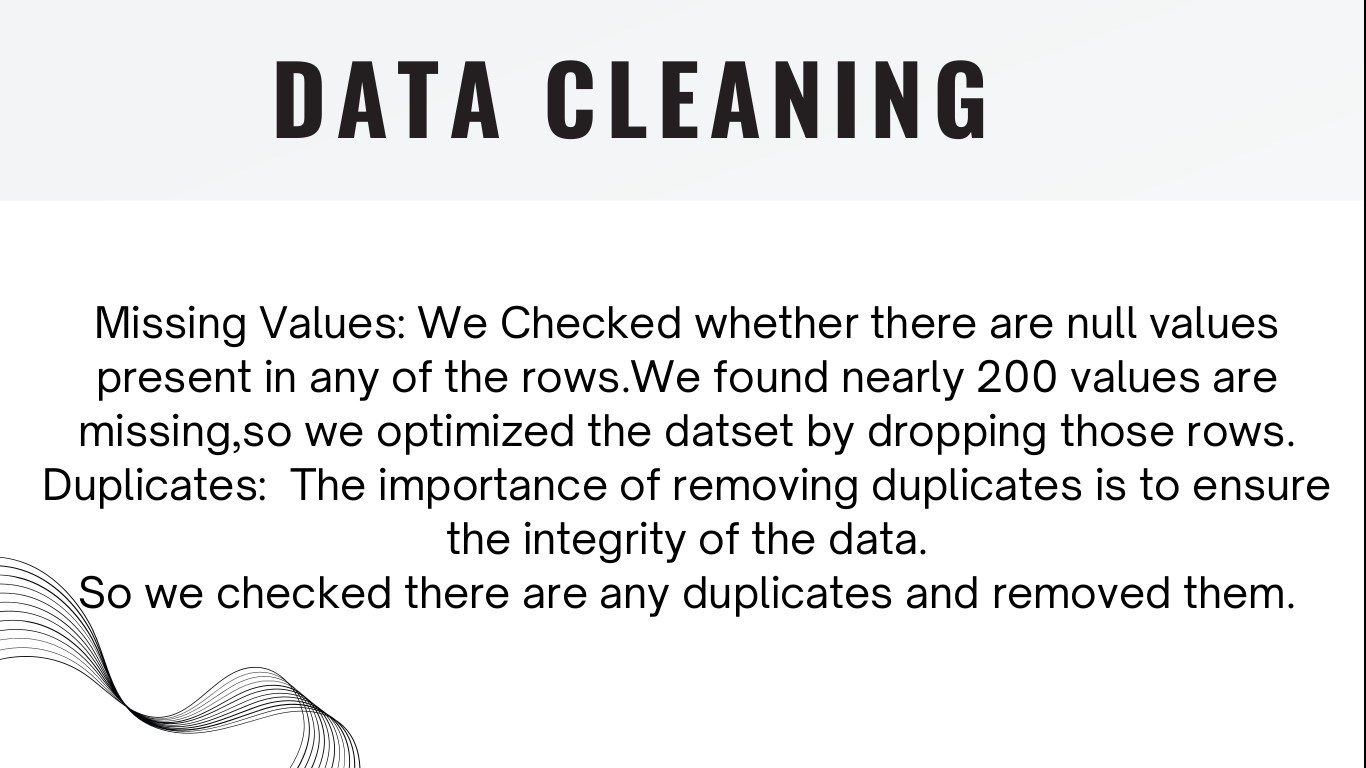 DATA CLEANING
Missing Values: We Checked whether there are null values
present in any of the rows.We found nearly 200 values are
missing,so we optimized the datset by dropping those rows.
Duplicates:  The importance of removing duplicates is to ensure
the integrity of the data.
So we checked there are any duplicates and removed them.